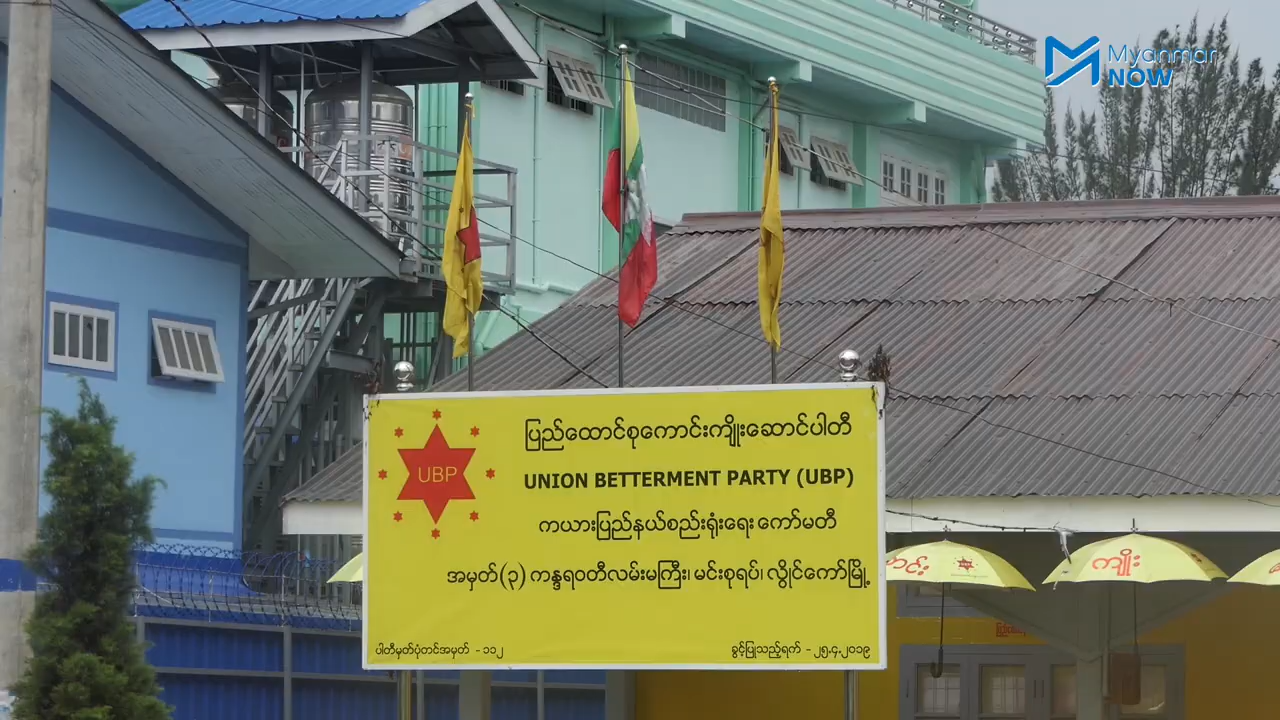 Myanmar
NOW
ပြည်ထောင်စုကောင်းကျိုးဆောင်ပါတီ
UBP
UNION BETTERMENT PARTY (UBP)
ကယားပြည်နယ်စည်းရုံးရေး ကော်မတီ
အမှတ်(၃) ကန္ဒရဝတီလမ်းမကြီး၊ မင်းစုရပ်၊ လွိုင်ကော်မြို့
ပါတီမှတ်ပုံတင်အမှတ် - ၁၁၂
ခွင့်ပြုသည့်ရက် - ၂၅.၄.၂၀၁၉
ကျိုး